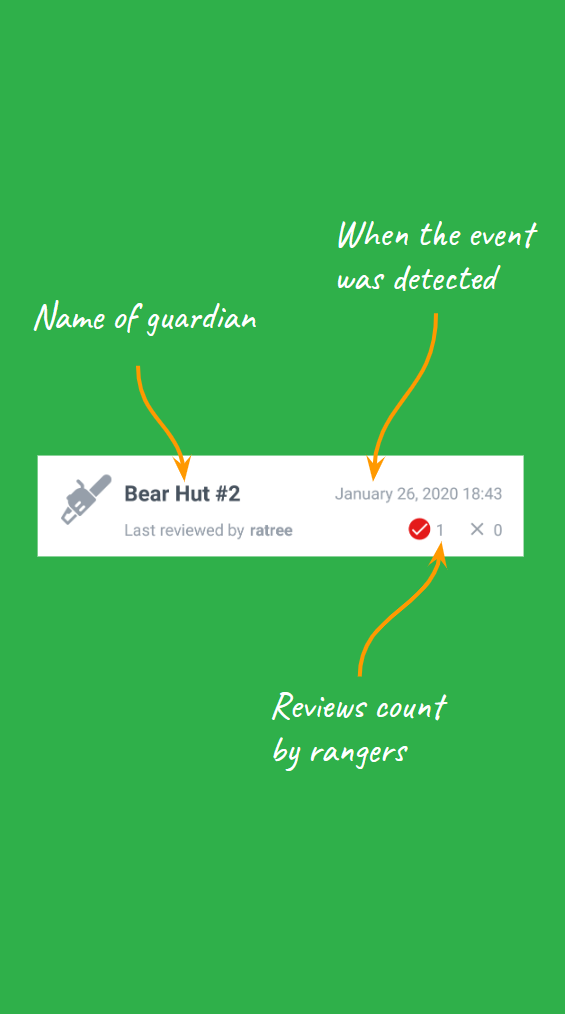 When the event
was detected
Name of guardian
Bear Hut #2
January 26, 2020 18:43
Last reviewed by ratree
1
0
Reviews count
by rangers